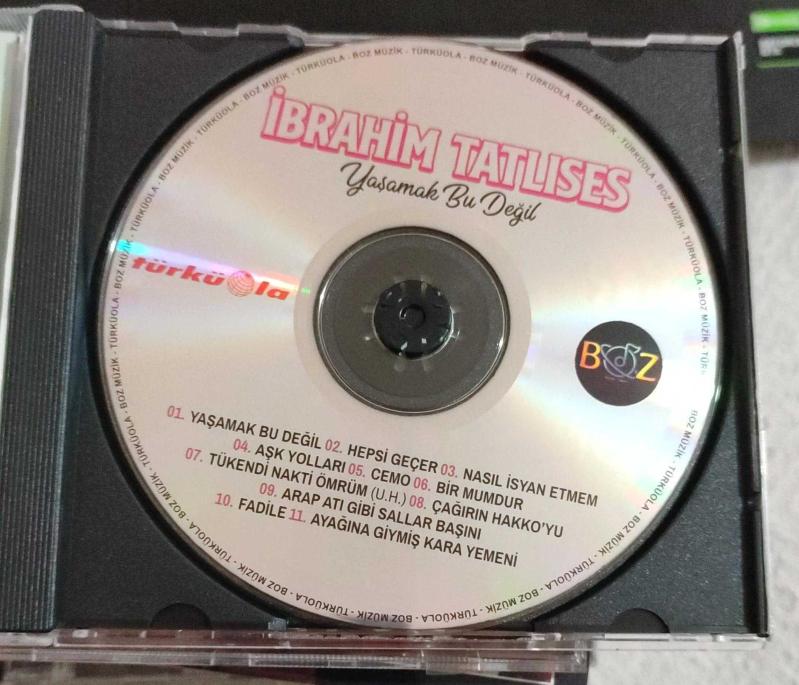 İBRAHİM TATLISES
Yaşamak Bu Değil
türküola
BOZ
01. YAŞAMAK BU DEĞİL 02. HEPSİ GEÇER 03. NASIL İSYAN ETMEM
04. AŞK YOLLARI 05. CEMO 06. BİR MUMDUR
07. TÜKENDİ NAKTİ ÖMRÜM (U.H.) 08. ÇAĞIRIN HAKKO'YU
09. ARAP ATI GİBİ SALLAR BAŞINI
10. FADİLE 11. AYAĞINA GİYMİŞ KARA YEMENİ
BOZ MÜZİK - TÜRKÜOLA - BOZ MÜZİK - TÜRKÜOLA - BOZ MÜZİK - TÜRKÜOLA - BOZ MÜZİK - TÜRKÜOLA